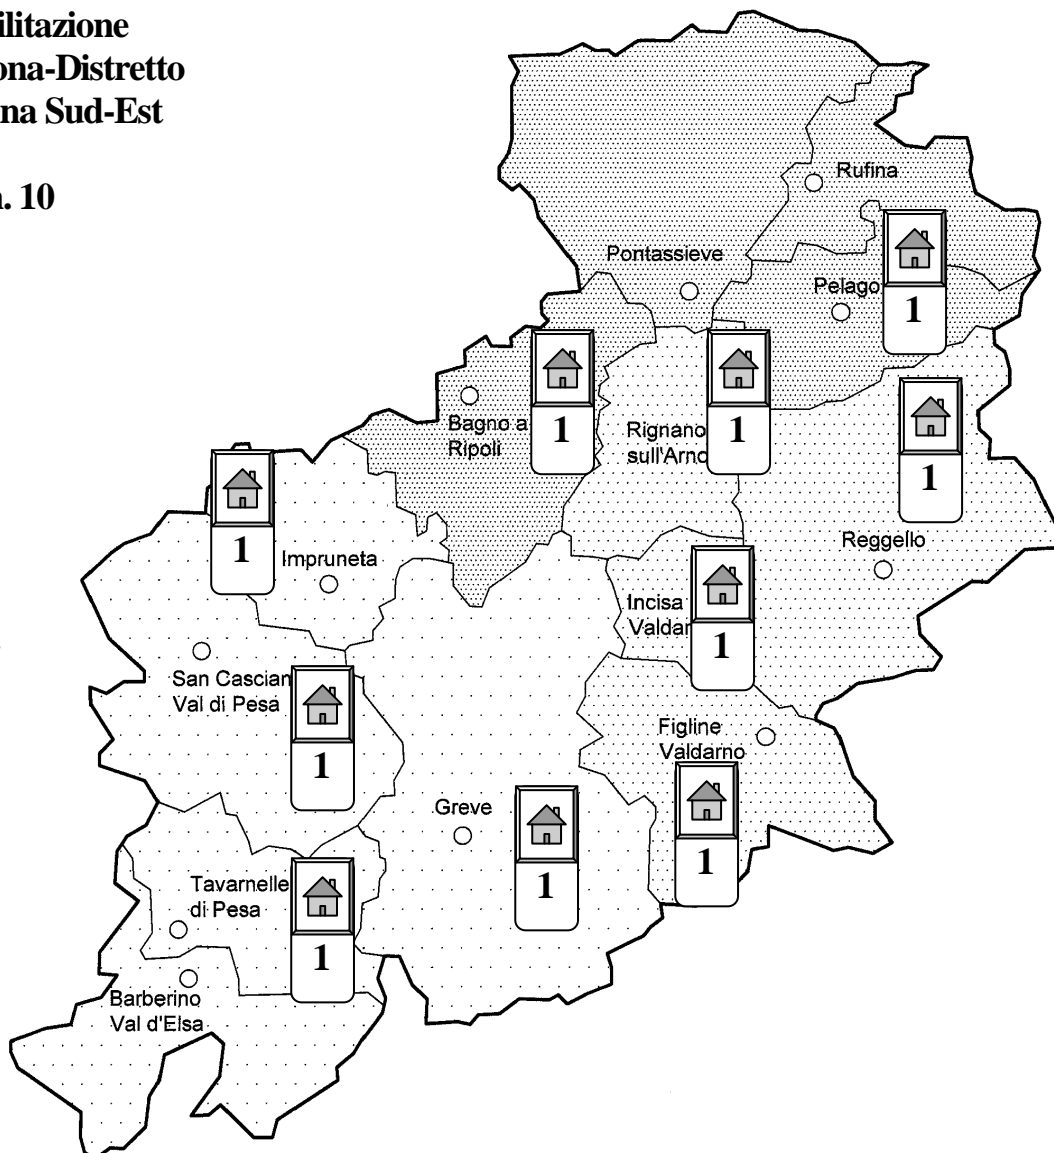 ilitazione
ona-Distretto
na Sud-Est
. 10
Rufina
Pontassieve
Pelago
1
1
1
Bagno a
Ripoli
Rignano
sull'Arno
1
1
Impruneta
Reggello
Incisa
Valdar
1
San Cascian
Val di Pesa
1
Figline
Valdarno
1
Greve
1
Tavarnelle
di Pesa
1
Barberino
Val d'Elsa